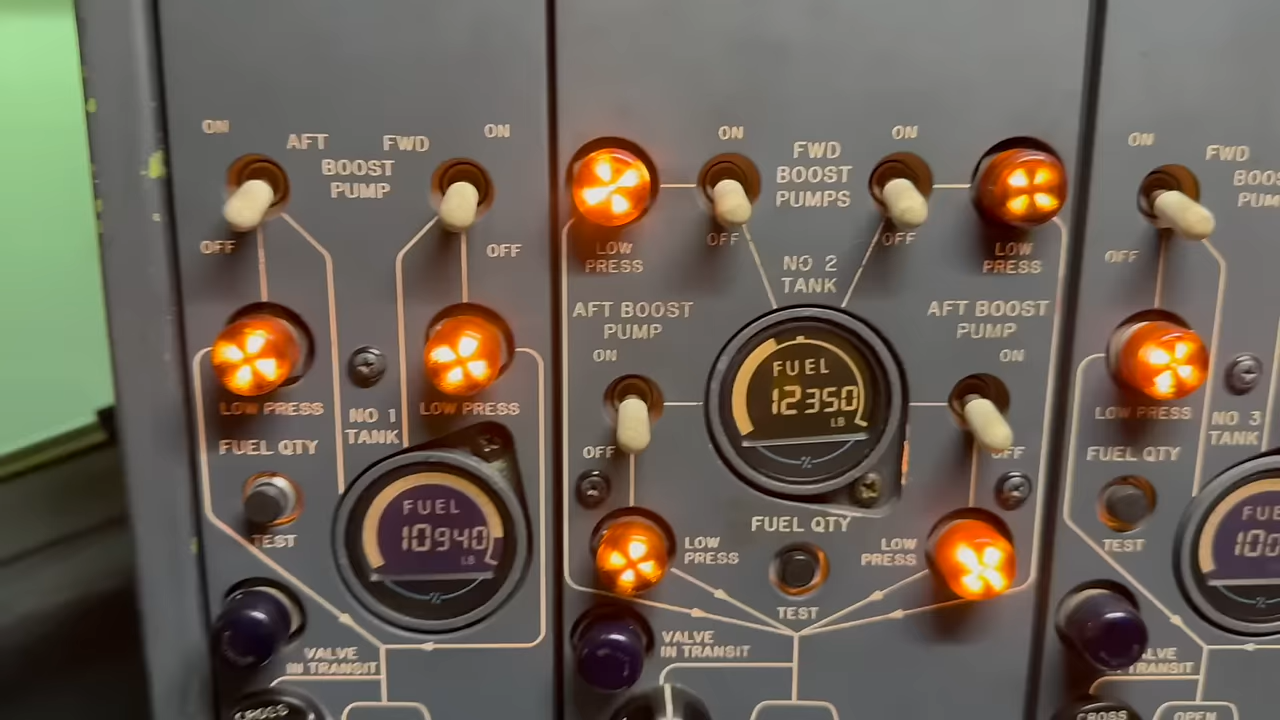 ON
AFT
FWD
ON
BOOST
PUMP
OFF
OFF
LOW PRESS
LOW PRESS
NO 1
TANK
FUEL QTY
TEST
FUEL
10940
LB
%
VALVE
IN TRANSIT
CROSS
ON
FWD
BOOST
PUMPS
ON
OFF
OFF
LOW
PRESS
LOW
PRESS
NO 2
TANK
AFT BOOST
PUMP
AFT BOOST
PUMP
ON
ON
FUEL
12350
LB
%
OFF
OFF
FUEL QTY
LOW
PRESS
LOW
PRESS
TEST
VALVE
IN TRANSIT
ON
FWD
OFF
LOW PRESS
NO 3
TANK
FUEL QTY
TEST
CROSS
OPEN